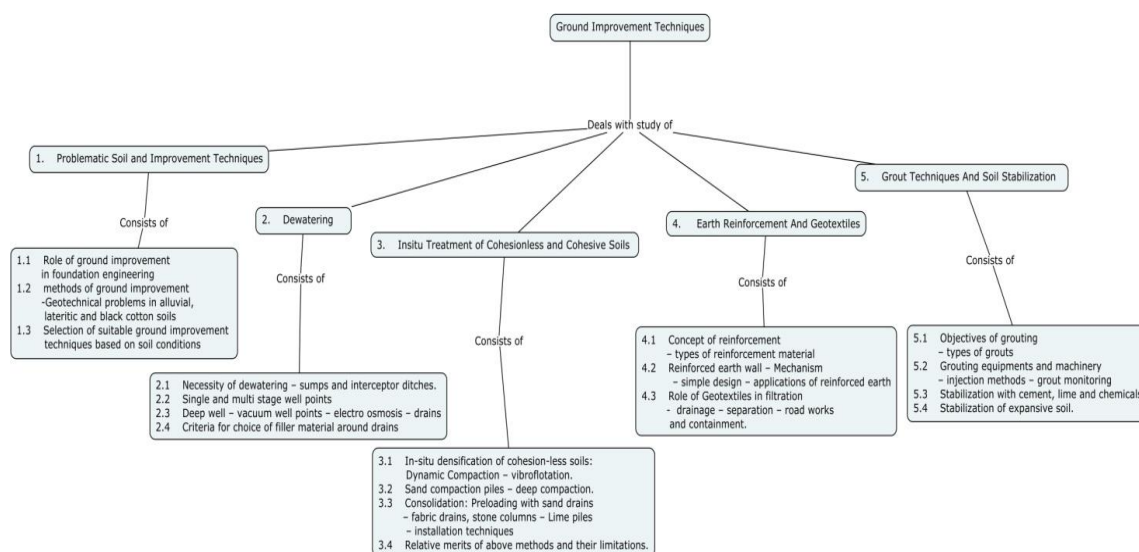 Ground Improvement Techniques
Deals with study of
1. Problematic Soil and Improvement Techniques
Consists of
1.1 Role of ground improvement
in foundation engineering
1.2 methods of ground improvement
-Geotechnical problems in alluvial,
lateritic and black cotton soils
1.3 Selection of suitable ground improvement
techniques based on soil conditions
2. Dewatering
Consists of
2.1 Necessity of dewatering – sumps and interceptor ditches.
2.2 Single and multi stage well points
2.3 Deep well – vacuum well points – electro osmosis – drains
2.4 Criteria for choice of filler material around drains
3. Insitu Treatment of Cohesionless and Cohesive Soils
Consists of
3.1 In-situ densification of cohesion-less soils:
Dynamic Compaction – vibroflotation.
3.2 Sand compaction piles – deep compaction.
3.3 Consolidation: Preloading with sand drains
– fabric drains, stone columns – Lime piles
– installation techniques
3.4 Relative merits of above methods and their limitations.
4. Earth Reinforcement And Geotextiles
Consists of
4.1 Concept of reinforcement
– types of reinforcement material
4.2 Reinforced earth wall – Mechanism
– simple design – applications of reinforced earth
4.3 Role of Geotextiles in filtration
- drainage – separation – road works
and containment.
5. Grout Techniques And Soil Stabilization
Consists of
5.1 Objectives of grouting
– types of grouts
5.2 Grouting equipments and machinery
– injection methods – grout monitoring
5.3 Stabilization with cement, lime and chemicals
5.4 Stabilization of expansive soil.